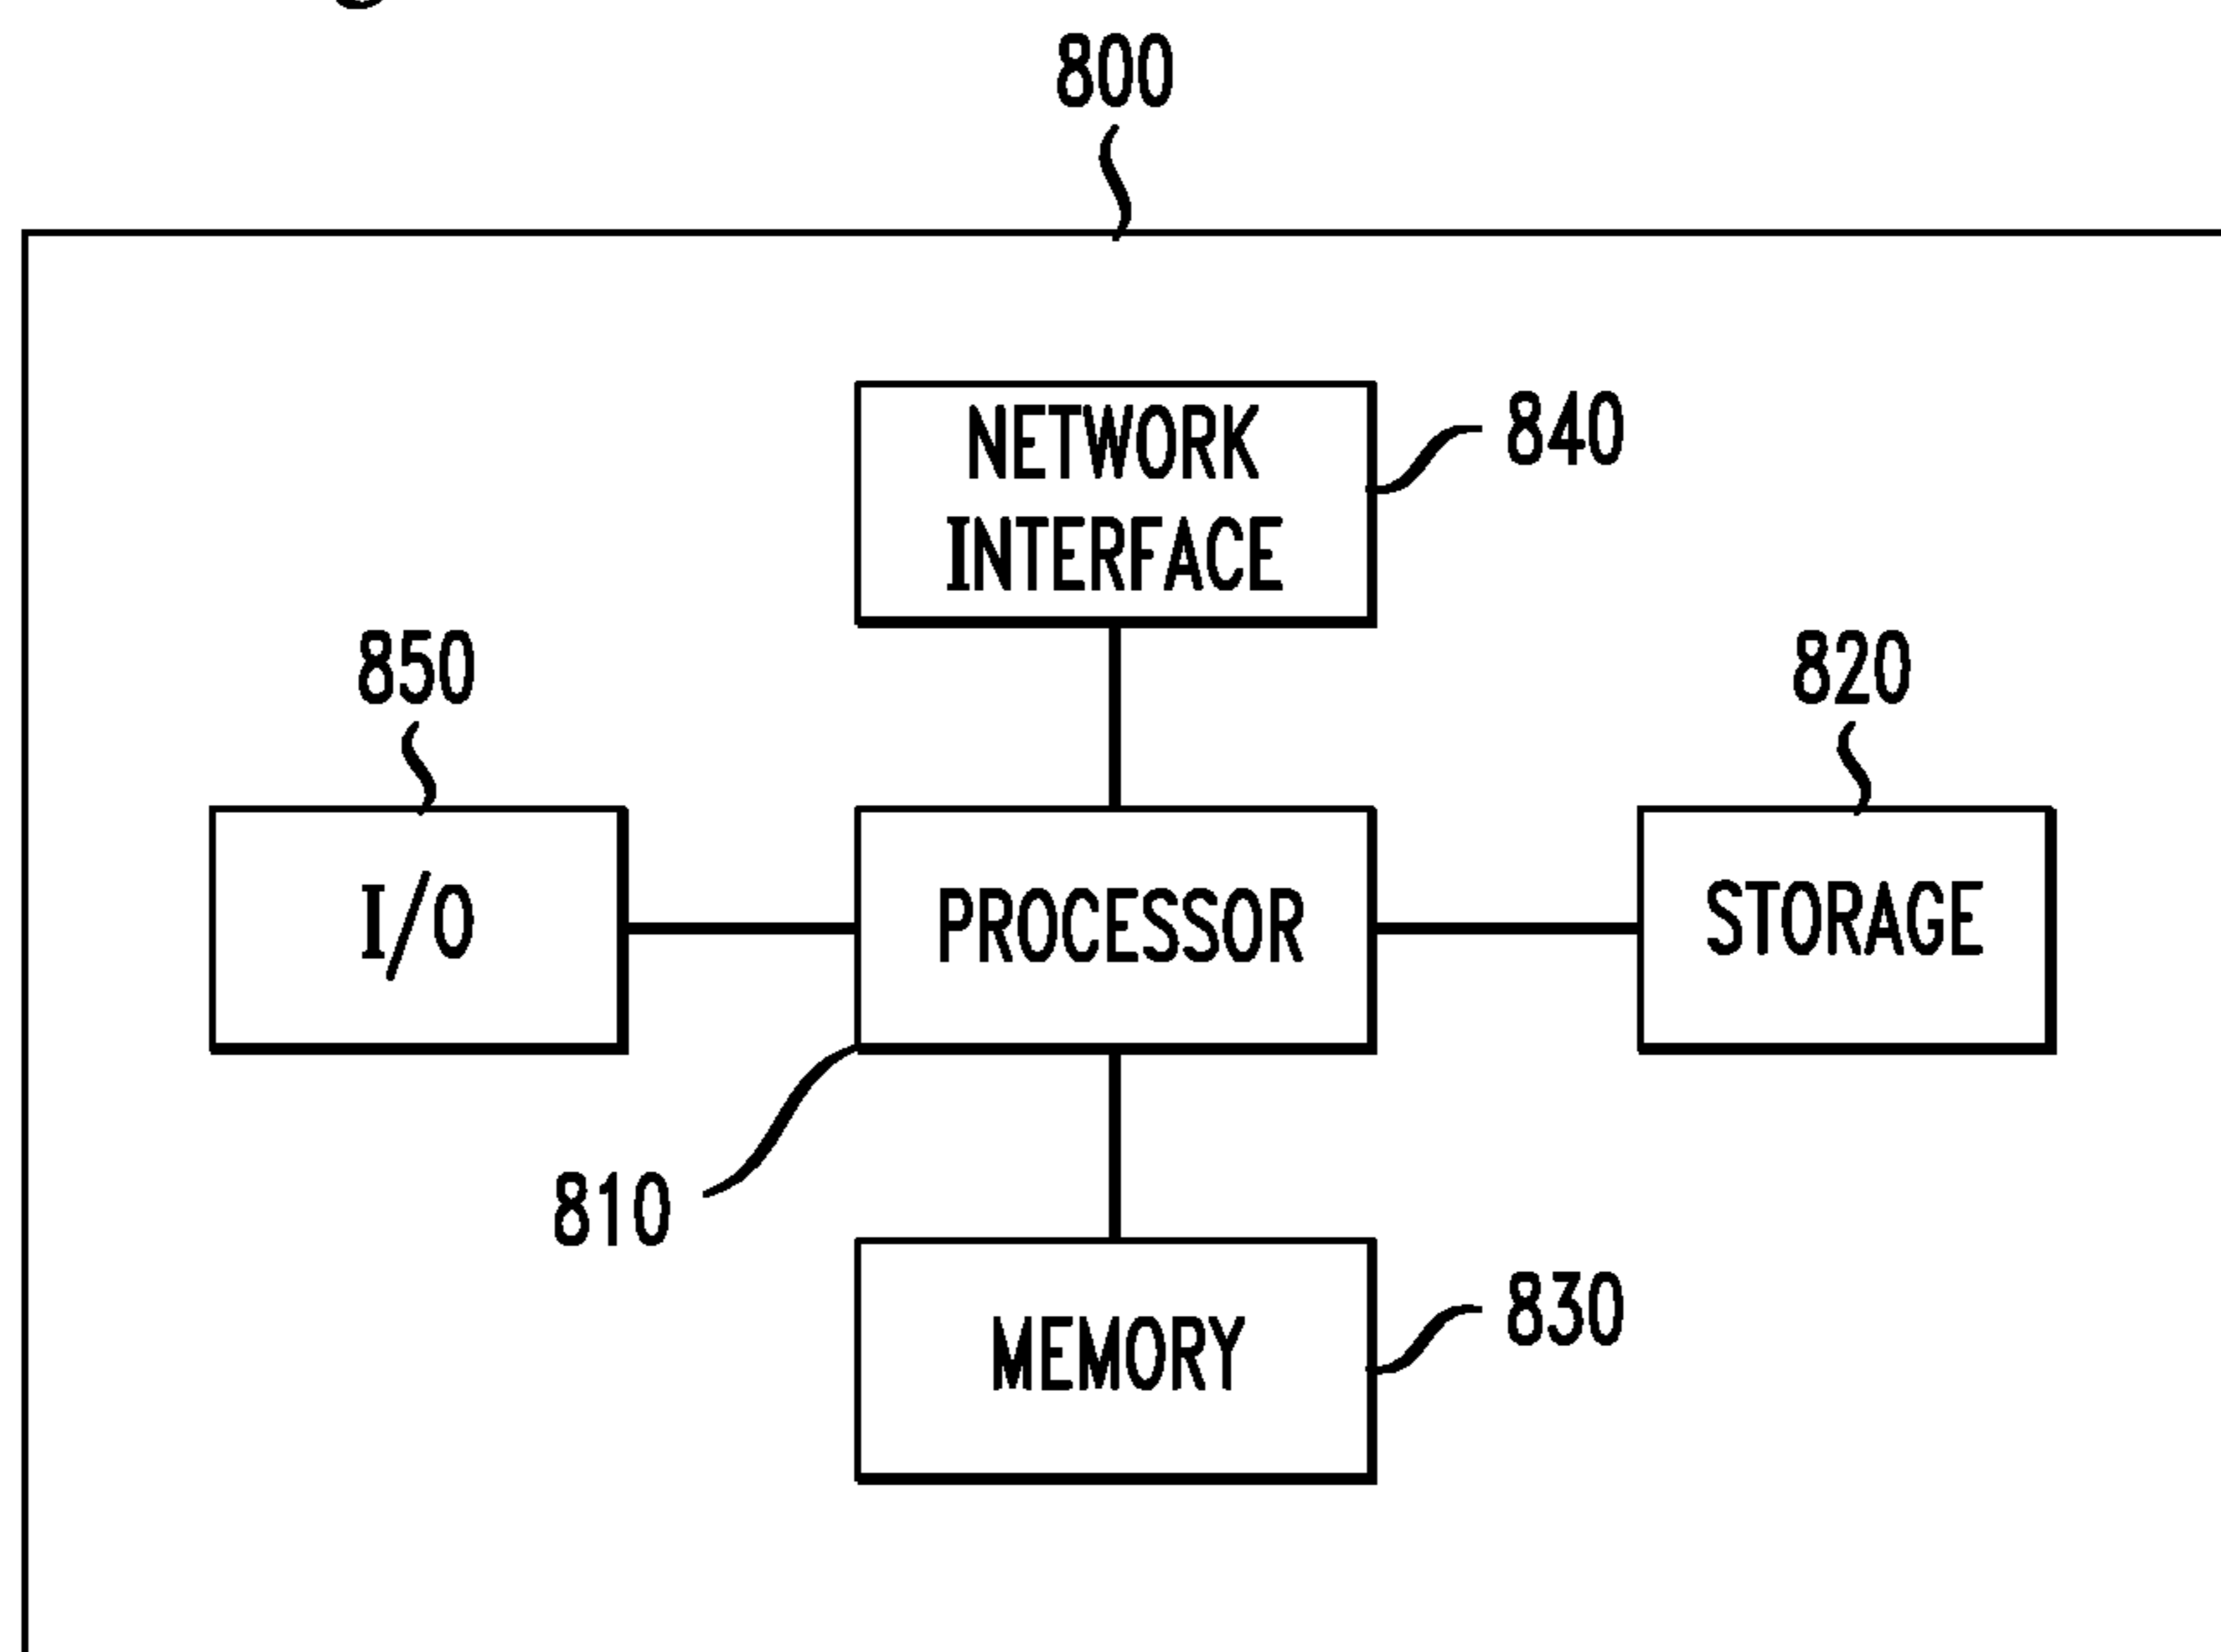 800
NETWORK
INTERFACE
840
850
820
I/O
PROCESSOR
STORAGE
810
MEMORY
830